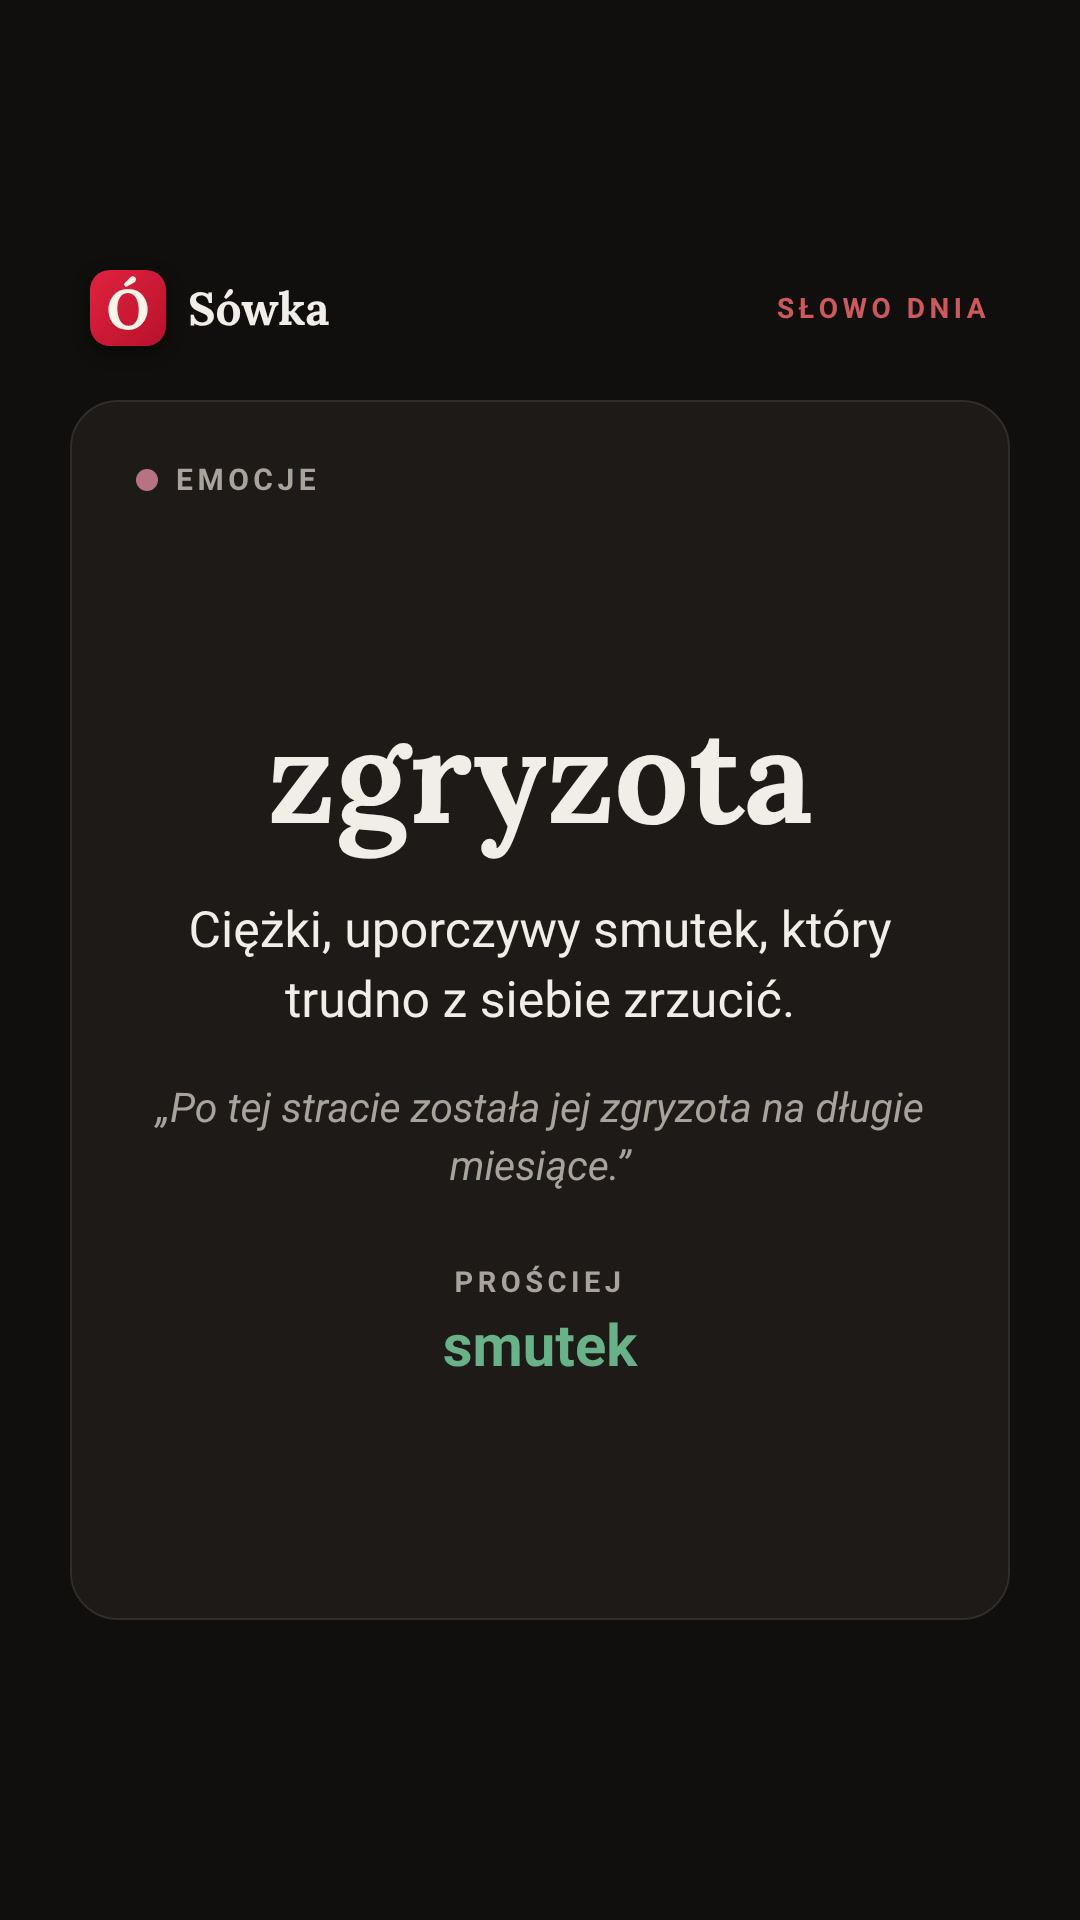 Ó Sówka
SŁOWO DNIA
EMOCJE
zgryzota
Ciężki, uporczywy smutek, który
trudno z siebie zrzucić.
„Po tej stracie została jej zgryzota na długie
miesiące.”
PROŚCIEJ
smutek